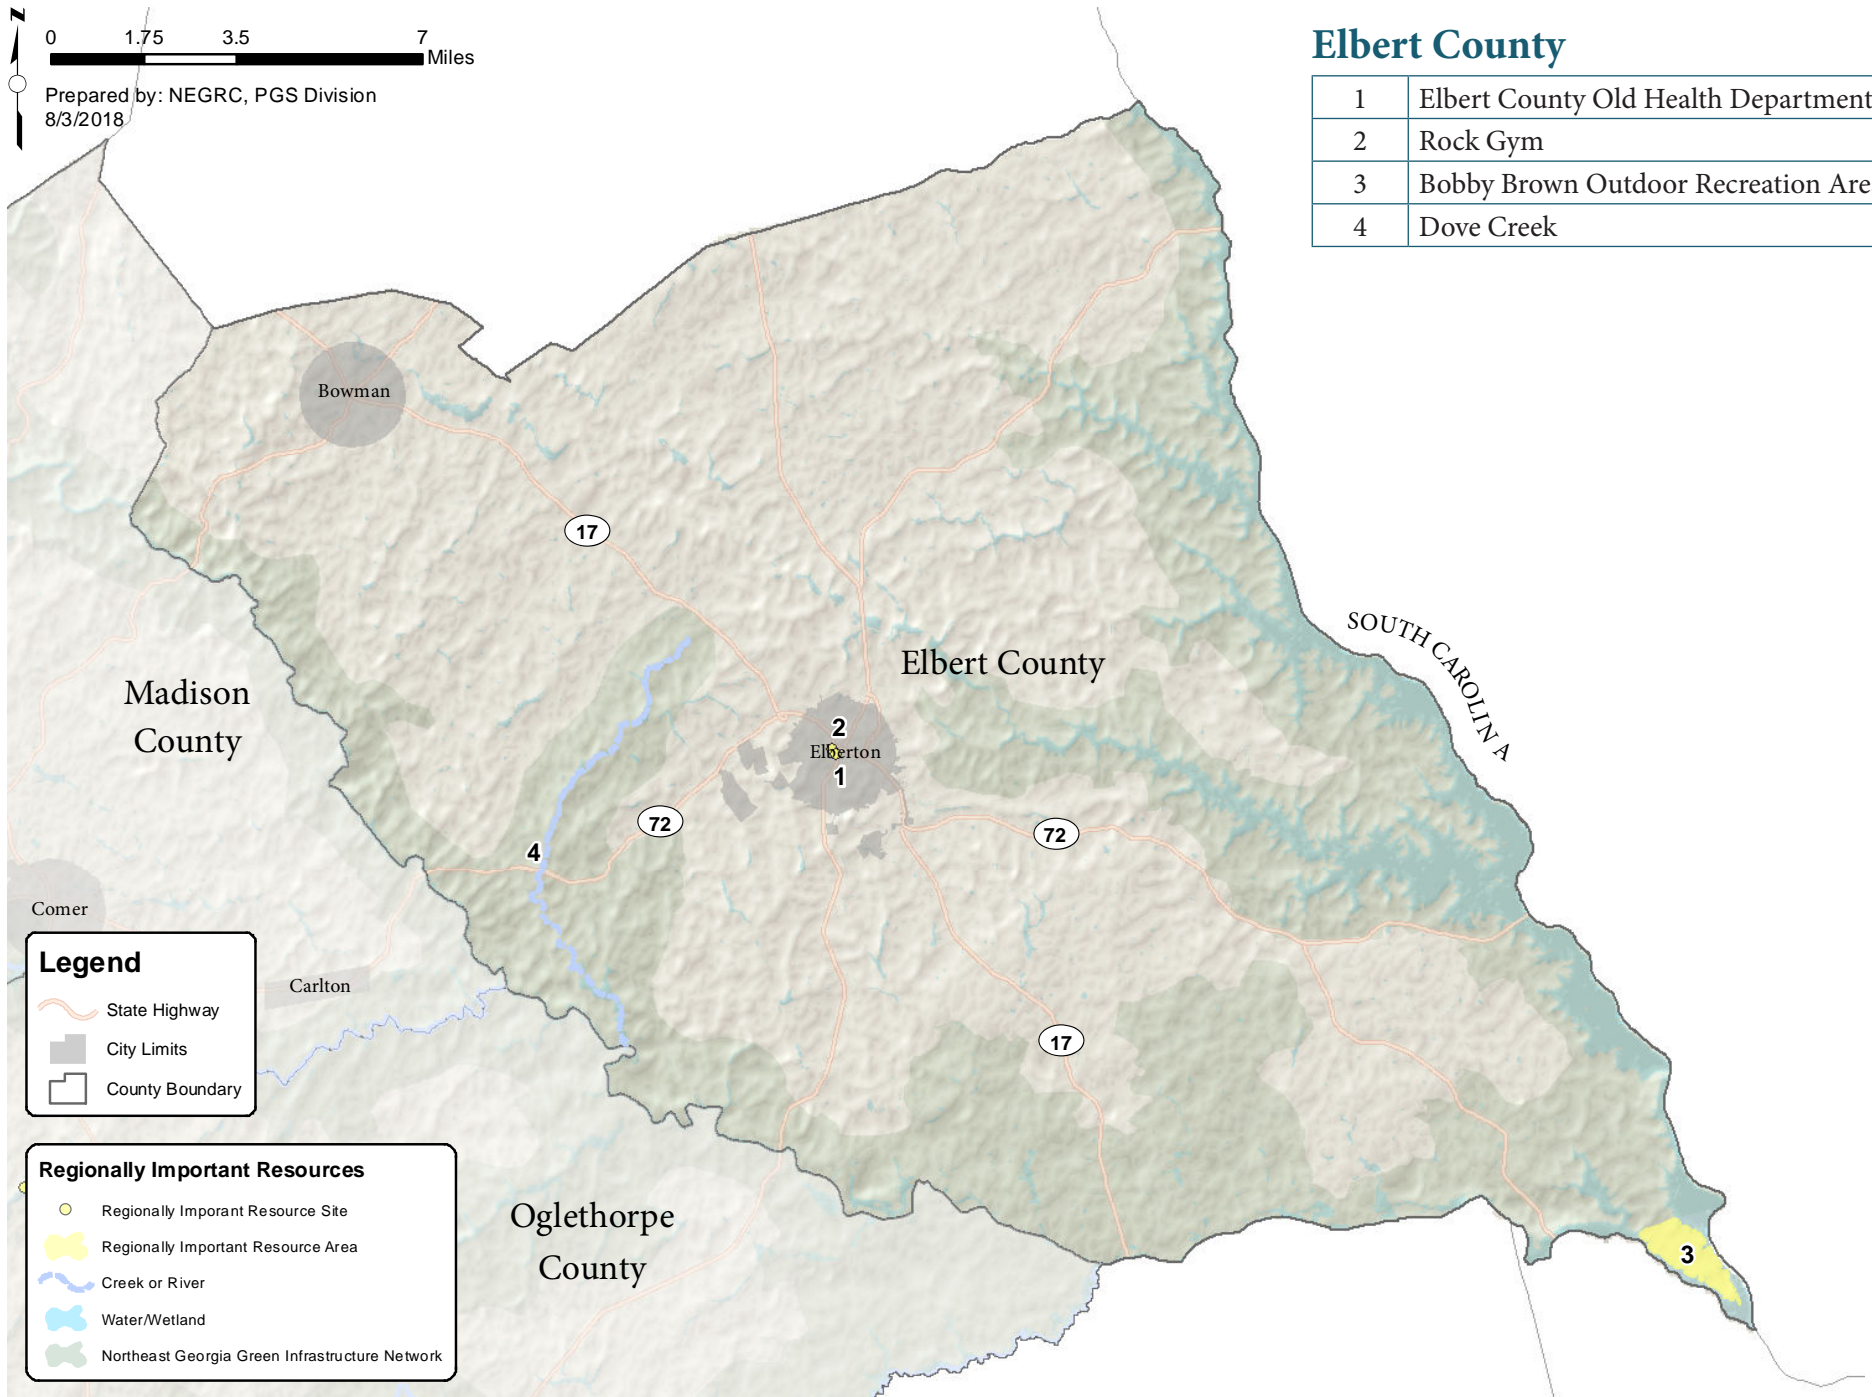 N
0 1.75 3.5 7
Miles
Prepared by: NEGRC, PGS Division
8/3/2018
Elbert County
1 Elbert County Old Health Department
2 Rock Gym
3 Bobby Brown Outdoor Recreation Are
4 Dove Creek
Bowman
17
SOUTH CAROLINA
Elbert County
Madison
County
2
Elberton
1
72
72
4
Comer
Carlton
17
Oglethorpe
County
3
Legend
State Highway
City Limits
County Boundary
Regionally Important Resources
Regionally Imporant Resource Site
Regionally Important Resource Area
Creek or River
Water/Wetland
Northeast Georgia Green Infrastructure Network